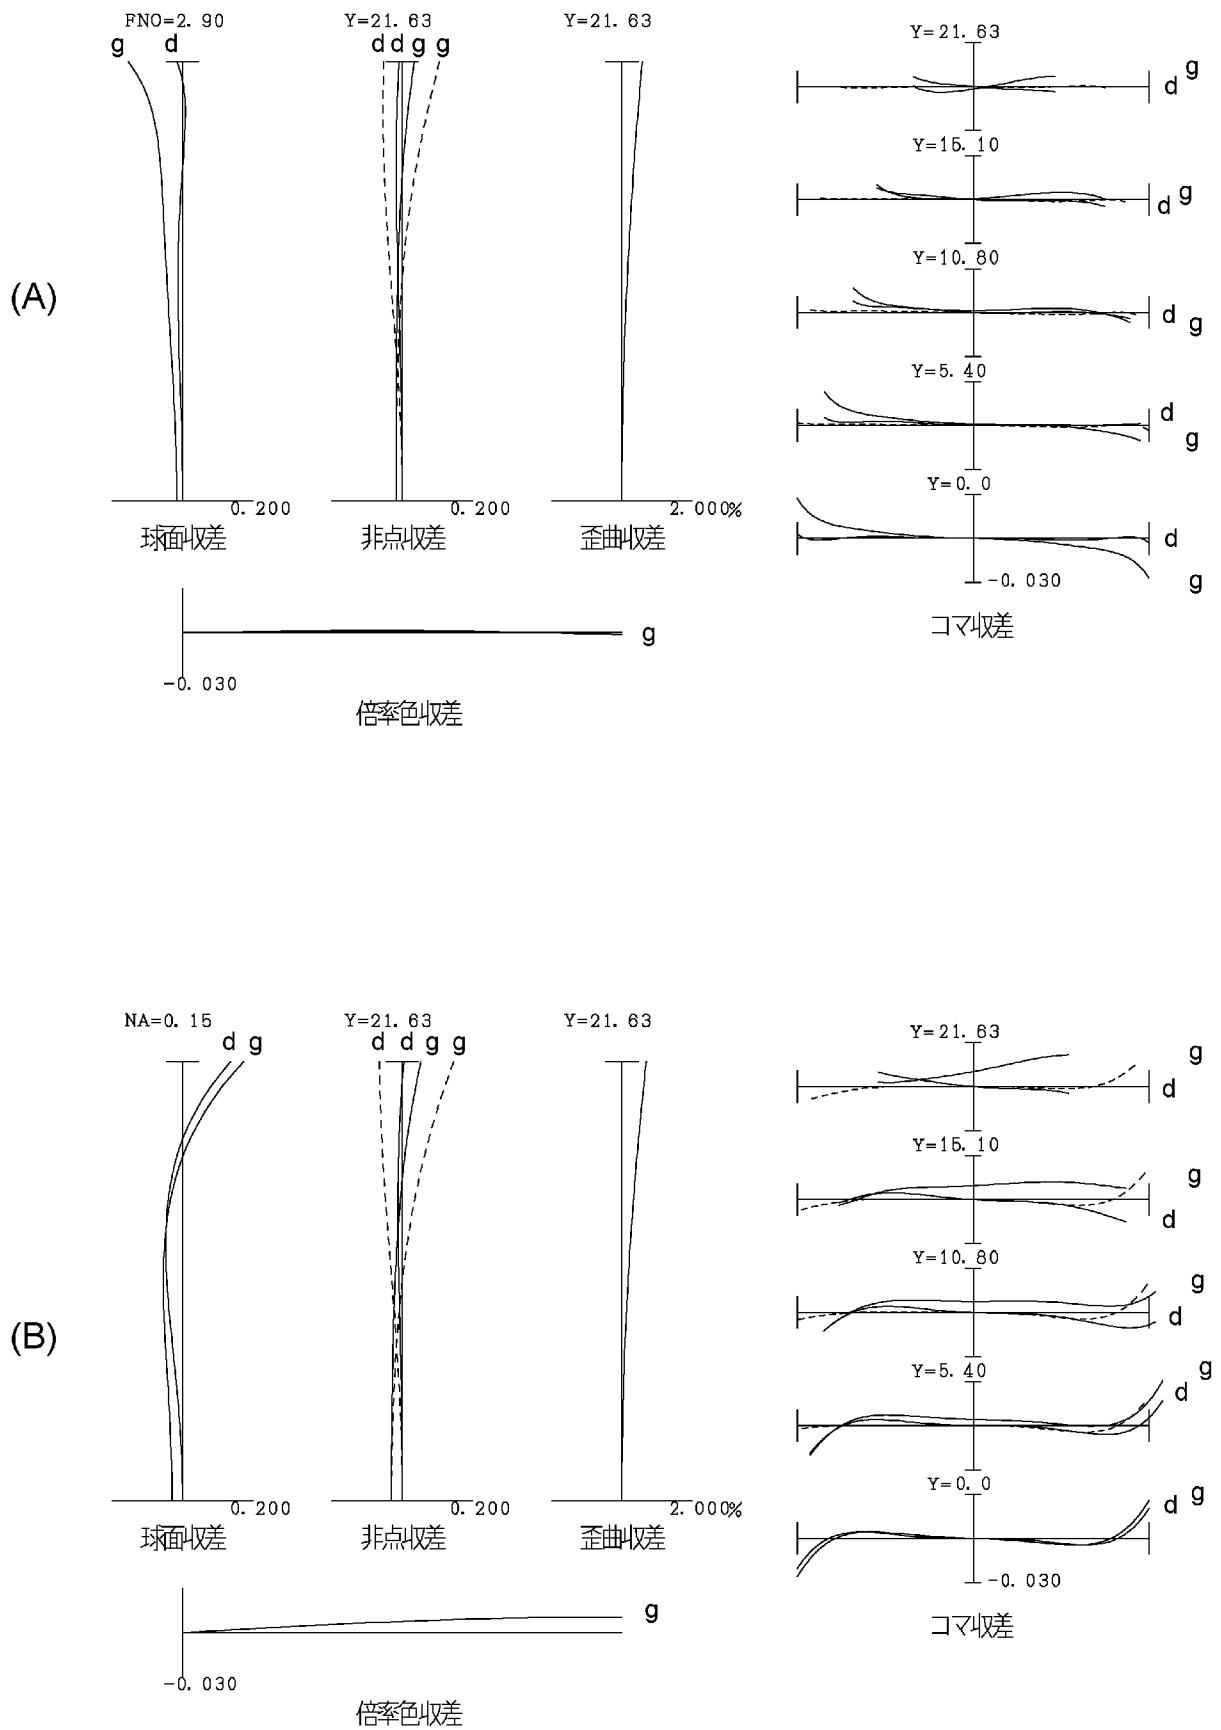 (A)
FNO=2.90
g d
0.200
球面収差
Y=21.63
d d g g
0.200
非点収差
Y=21.63
2.000%
歪曲収差
g
-0.030
倍率色収差
Y=21.63
g
d
Y=15.10
g
d
Y=10.80
d
g
Y=5.40
d
g
Y=0.0
d
g
-0.030
コマ収差
(B)
NA=0.15
d g
0.200
球面収差
Y=21.63
d d g g
0.200
非点収差
Y=21.63
2.000%
歪曲収差
g
-0.030
倍率色収差
Y=21.63
g
d
Y=15.10
g
d
Y=10.80
g
d
Y=5.40
g
d
Y=0.0
g
d
-0.030
コマ収差